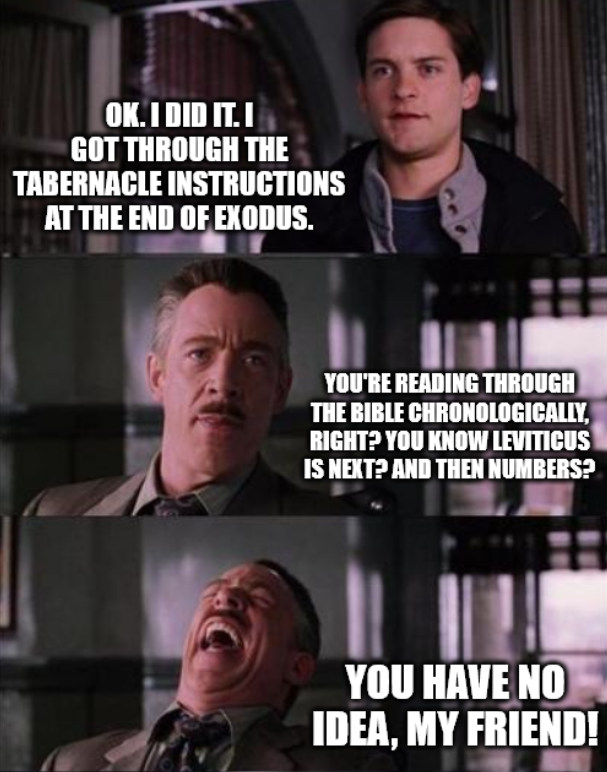 OK. I DID IT. I
GOT THROUGH THE
TABERNACLE INSTRUCTIONS
AT THE END OF EXODUS.
YOU'RE READING THROUGH
THE BIBLE CHRONOLOGICALLY,
RIGHT? YOU KNOW LEVITICUS
IS NEXT? AND THEN NUMBERS?
YOU HAVE NO
IDEA, MY FRIEND!